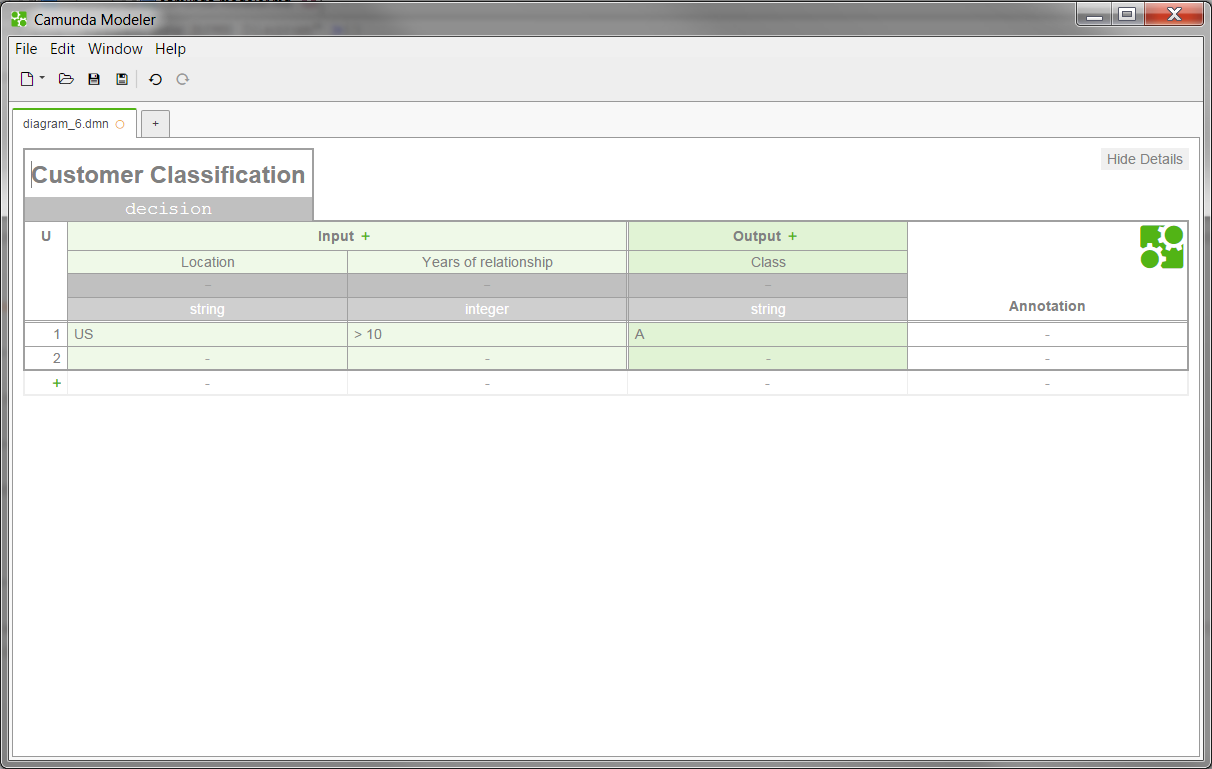 Camunda Modeler
File Edit Window Help
diagram_6.dmn +
Hide Details
Customer Classification
decision
U Input + Output +
Location Years of relationship Class
- - -
string integer string Annotation
1 US > 10 A -
2 - - - -
+ - - - -